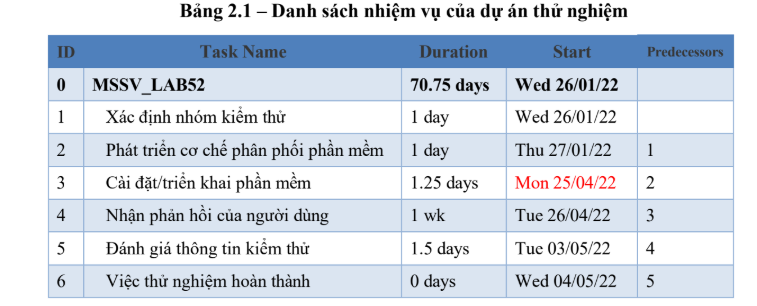 Bảng 2.1 – Danh sách nhiệm vụ của dự án thử nghiệm
ID Task Name Duration Start Predecessors
0 MSSV_LAB52 70.75 days Wed 26/01/22
1 Xác định nhóm kiểm thử 1 day Wed 26/01/22
2 Phát triển cơ chế phân phối phần mềm 1 day Thu 27/01/22 1
3 Cài đặt/triển khai phần mềm 1.25 days Mon 25/04/22 2
4 Nhận phản hồi của người dùng 1 wk Tue 26/04/22 3
5 Đánh giá thông tin kiểm thử 1.5 days Tue 03/05/22 4
6 Việc thử nghiệm hoàn thành 0 days Wed 04/05/22 5